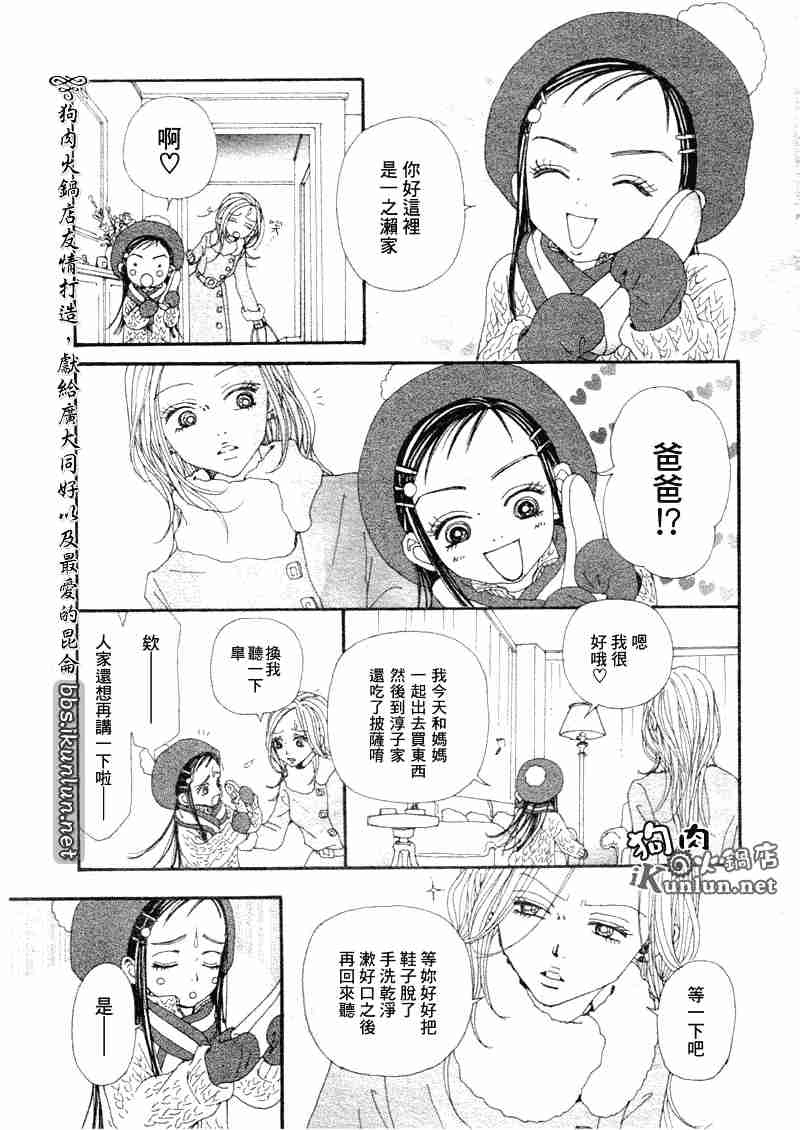 你好這裡
是一之瀨家
啊♡
爸爸!?
嗯
我很
好哦♡
我今天和媽媽
一起出去買東西
然後到淳子家
還吃了披薩唷
換我
聽一下
皐
欸——
人家還想再講一下啦——
等一下吧
等妳好好把
鞋子脫了
手洗乾淨
漱好口之後
再回來聽
是——
狗肉火鍋店友情打造，獻給廣大同好以及最愛的昆侖
bbs.ikunlun.net
狗肉火鍋店
iKunlun.net